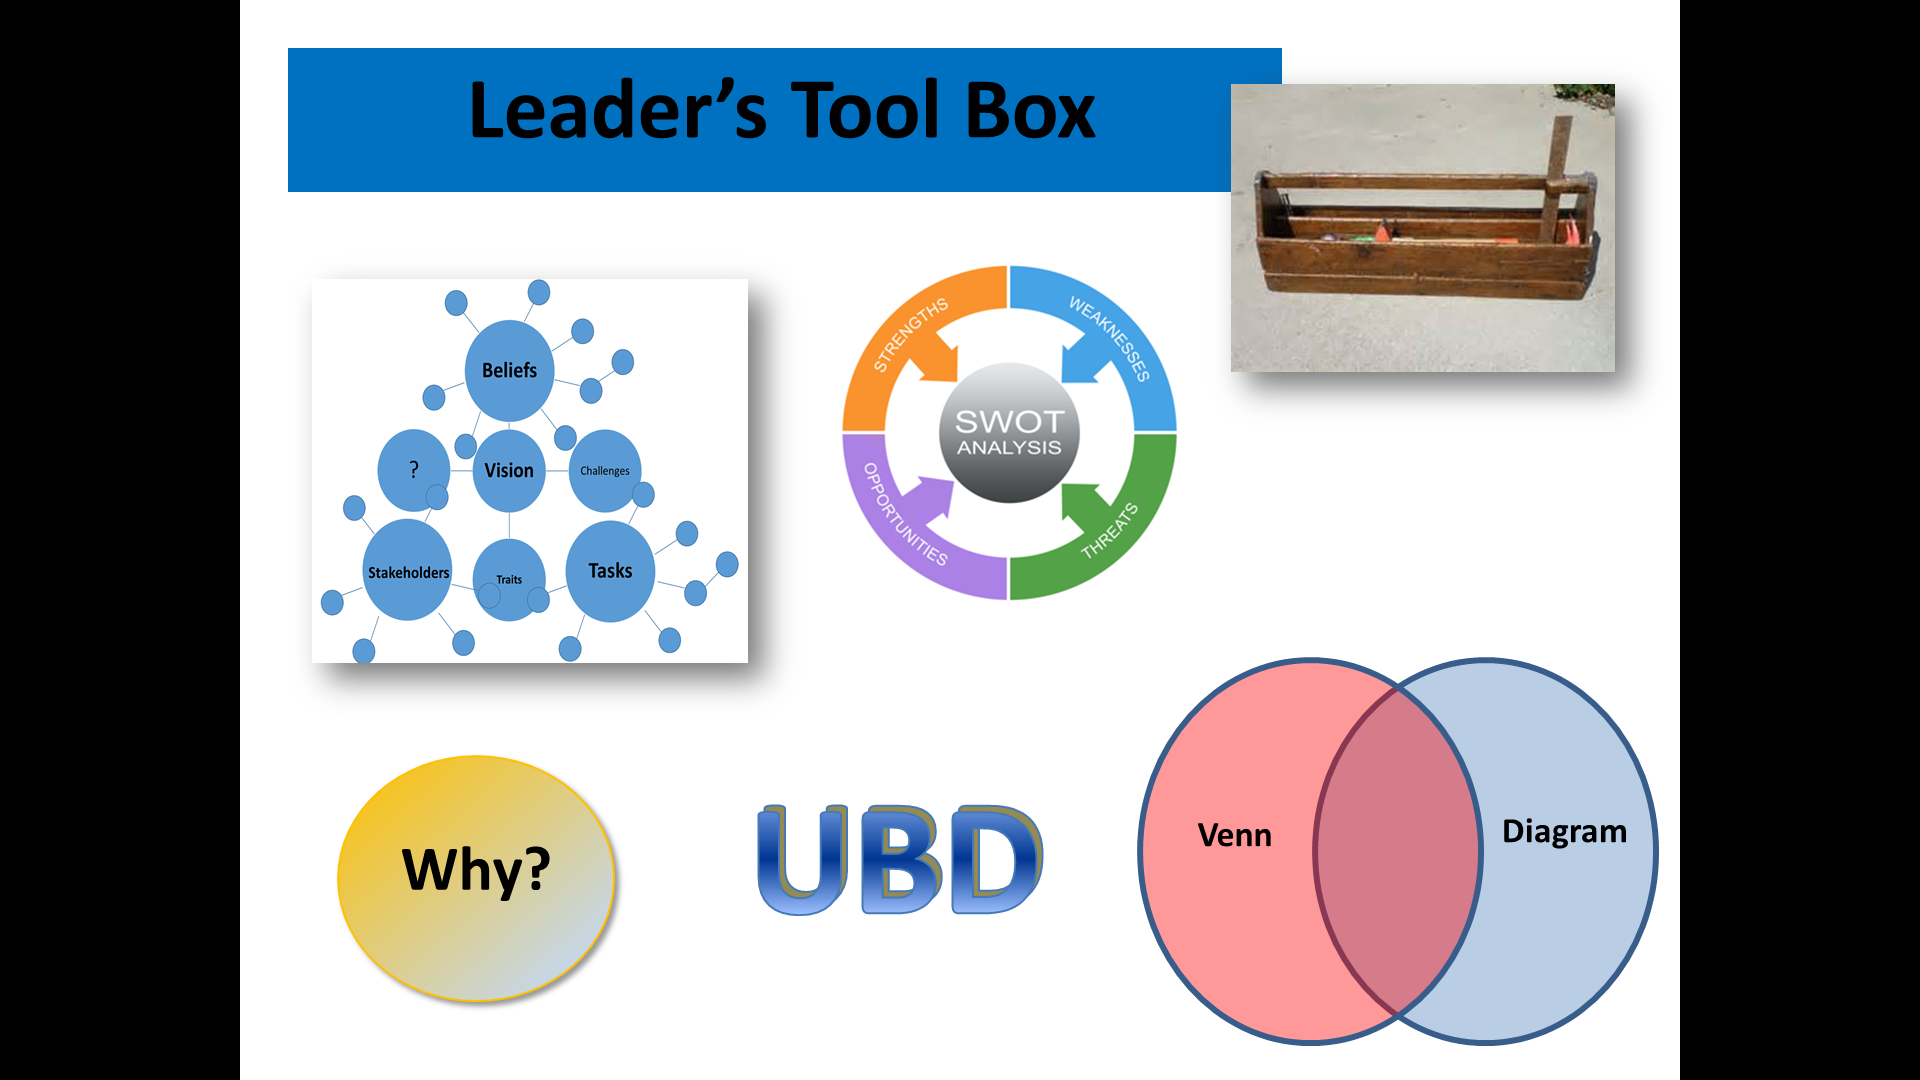 Leader’s Tool Box
Beliefs
?
Vision
Challenges
Stakeholders
Traits
Tasks
STRENGTHS
WEAKNESSES
SWOT
ANALYSIS
OPPORTUNITIES
THREATS
Why?
UBD
Venn
Diagram